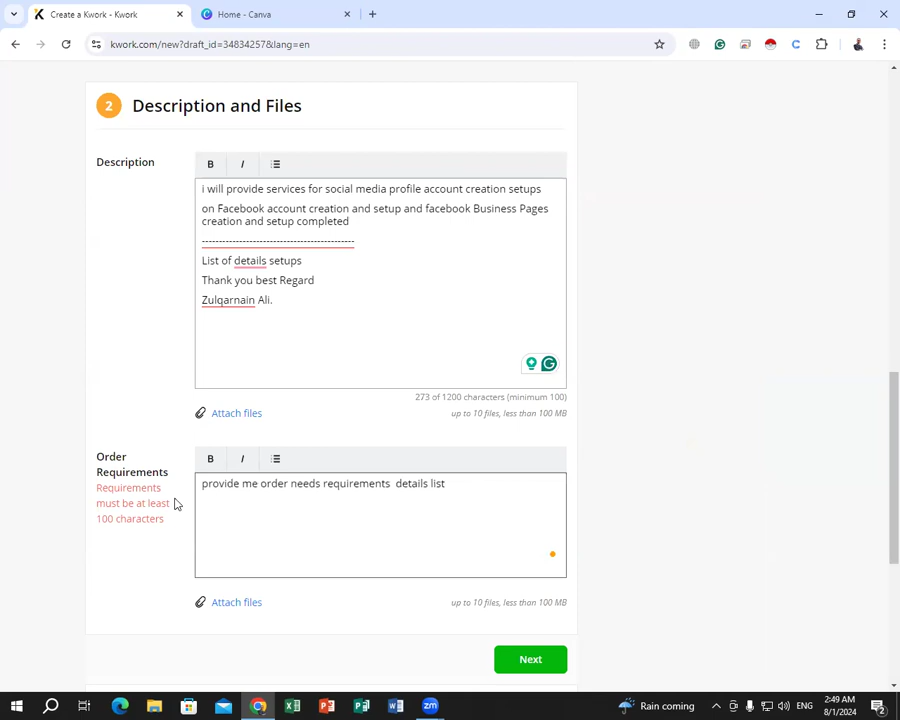 Create a Kwork - Kwork
Home - Canva
kwork.com/new?draft_id=34834257&lang=en
2 Description and Files
Description
B I
i will provide services for social media profile account creation setups
on Facebook account creation and setup and facebook Business Pages
creation and setup completed
---------------------------------------------
List of details setups
Thank you best Regard
Zulqarnain Ali.
273 of 1200 characters (minimum 100)
Attach files
up to 10 files, less than 100 MB
Order
Requirements
Requirements
must be at least
100 characters
B I
provide me order needs requirements  details list
Attach files
up to 10 files, less than 100 MB
Next
Rain coming
ENG
2:49 AM
8/1/2024
2